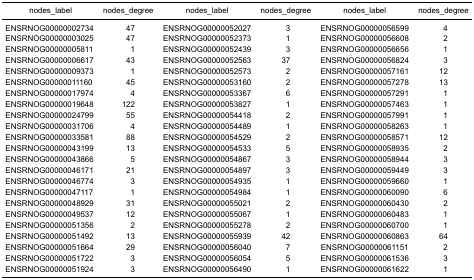 nodes_label nodes_degree nodes_label nodes_degree nodes_label nodes_degree
ENSRNOG00000002734 47 ENSRNOG00000052027 3 ENSRNOG00000056599 4
ENSRNOG00000003025 47 ENSRNOG00000052373 1 ENSRNOG00000056608 2
ENSRNOG00000005811 1 ENSRNOG00000052439 3 ENSRNOG00000056656 1
ENSRNOG00000006617 43 ENSRNOG00000052563 37 ENSRNOG00000056824 3
ENSRNOG00000009373 1 ENSRNOG00000052573 2 ENSRNOG00000057161 12
ENSRNOG00000011160 45 ENSRNOG00000053160 2 ENSRNOG00000057278 13
ENSRNOG00000017974 4 ENSRNOG00000053367 6 ENSRNOG00000057291 1
ENSRNOG00000019648 122 ENSRNOG00000053827 1 ENSRNOG00000057463 1
ENSRNOG00000024799 55 ENSRNOG00000054418 2 ENSRNOG00000057991 1
ENSRNOG00000031706 4 ENSRNOG00000054489 1 ENSRNOG00000058263 1
ENSRNOG00000033581 88 ENSRNOG00000054529 2 ENSRNOG00000058571 12
ENSRNOG00000043199 13 ENSRNOG00000054533 5 ENSRNOG00000058935 2
ENSRNOG00000043866 5 ENSRNOG00000054867 3 ENSRNOG00000058944 3
ENSRNOG00000046171 21 ENSRNOG00000054897 3 ENSRNOG00000059449 3
ENSRNOG00000046774 3 ENSRNOG00000054935 1 ENSRNOG00000059660 1
ENSRNOG00000047117 1 ENSRNOG00000054984 1 ENSRNOG00000060090 6
ENSRNOG00000048929 31 ENSRNOG00000055021 2 ENSRNOG00000060430 2
ENSRNOG00000049537 12 ENSRNOG00000055067 1 ENSRNOG00000060483 1
ENSRNOG00000051356 2 ENSRNOG00000055278 2 ENSRNOG00000060700 1
ENSRNOG00000051492 13 ENSRNOG00000055939 42 ENSRNOG00000060863 64
ENSRNOG00000051664 29 ENSRNOG00000056040 7 ENSRNOG00000061151 2
ENSRNOG00000051722 3 ENSRNOG00000056054 5 ENSRNOG00000061536 3
ENSRNOG00000051924 3 ENSRNOG00000056490 1 ENSRNOG00000061622 1